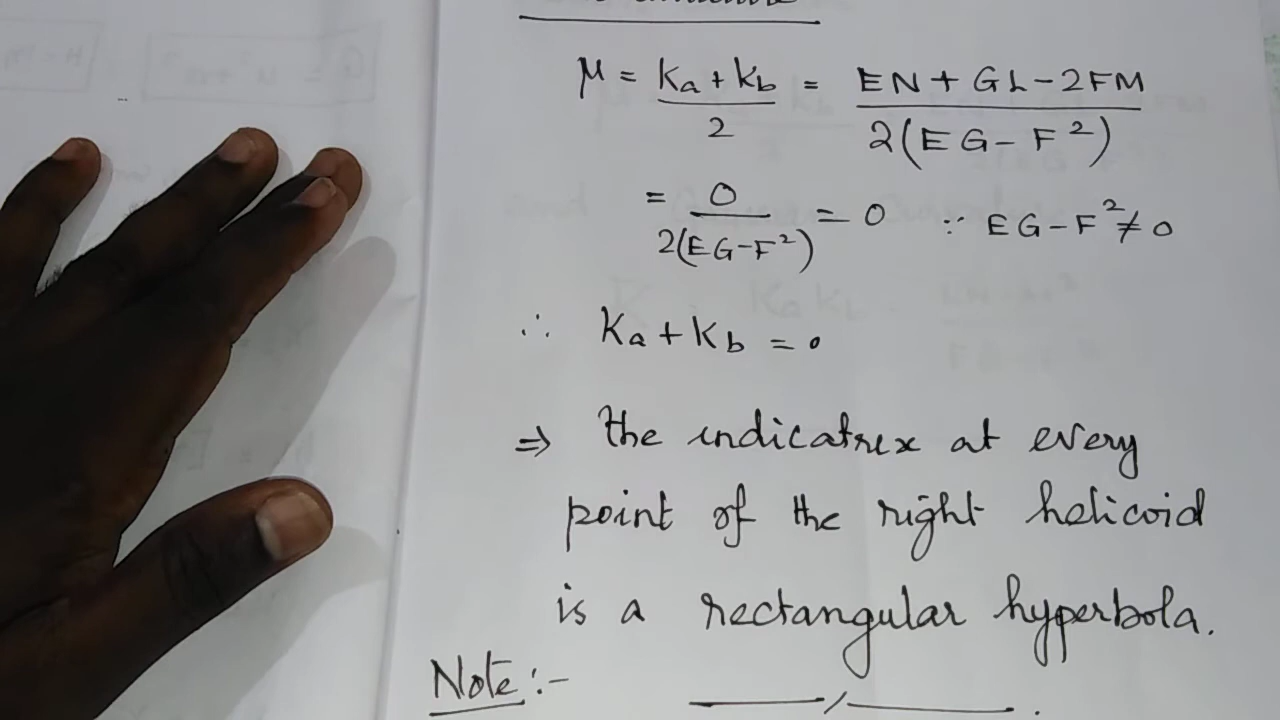 μ = Ka + Kb / 2 = EN + GL - 2FM / 2(EG - F²)
= 0 / 2(EG-F²) = 0 ∵ EG - F² ≠ 0
∴ Ka + Kb = 0
⇒ the indicatrix at every
point of the right helicoid
is a rectangular hyperbola.
Note :-